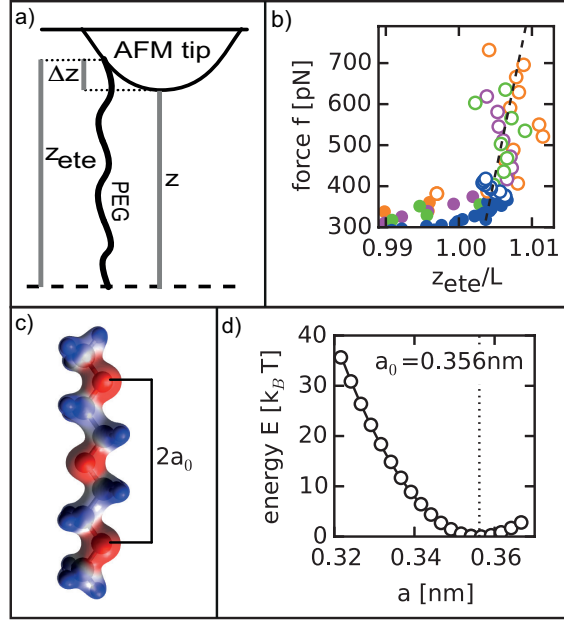 a)
AFM tip
Δz
z_ete
PEG
z
b)
force f [pN]
700
600
500
400
300
0.99
1.00
1.01
z_ete/L
c)
2a_0
d)
energy E [k_B T]
a_0=0.356nm
40
30
20
10
0
0.32
0.34
0.36
a [nm]